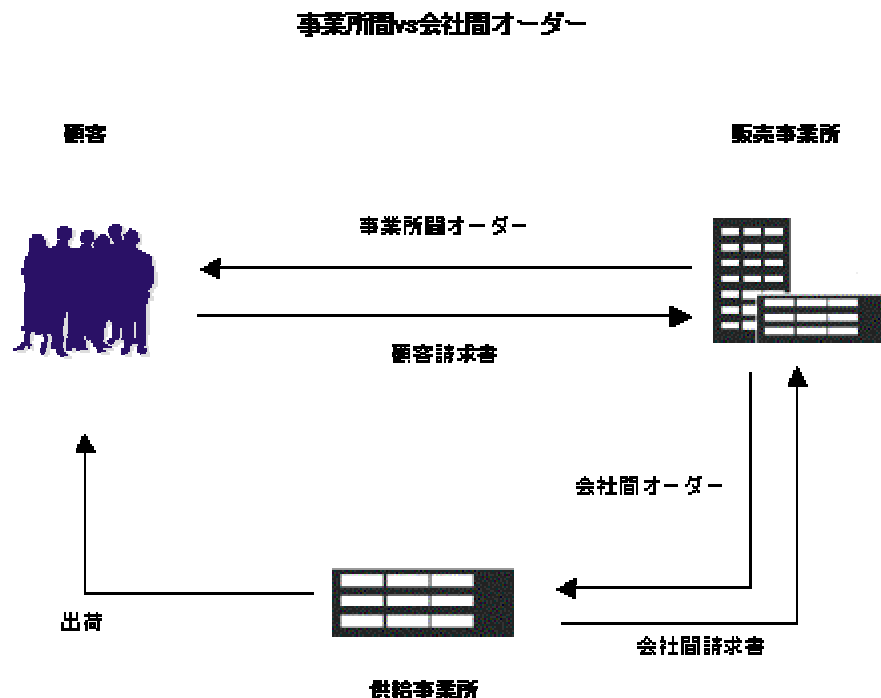 事業所間vs会社間オーダー
顧客
販売事業所
事業所間オーダー
顧客請求書
会社間オーダー
出荷
会社間請求書
供給事業所